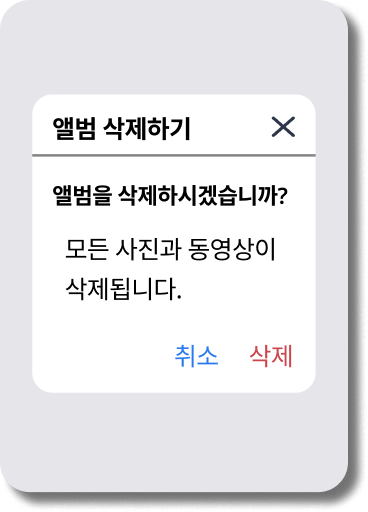 앨범 삭제하기
앨범을 삭제하시겠습니까?
모든 사진과 동영상이
삭제됩니다.
취소 삭제